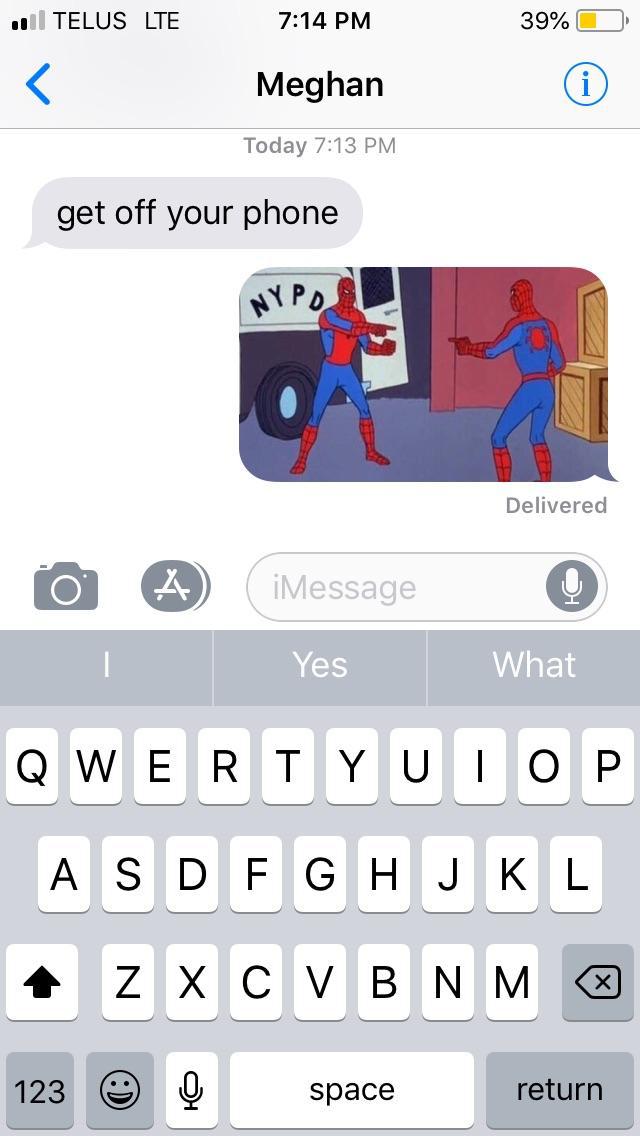 TELUS LTE 7:14 PM 39%
Meghan
Today 7:13 PM
get off your phone
NYPD
Delivered
iMessage
I Yes What
Q W E R T Y U I O P
A S D F G H J K L
Z X C V B N M
123 space return